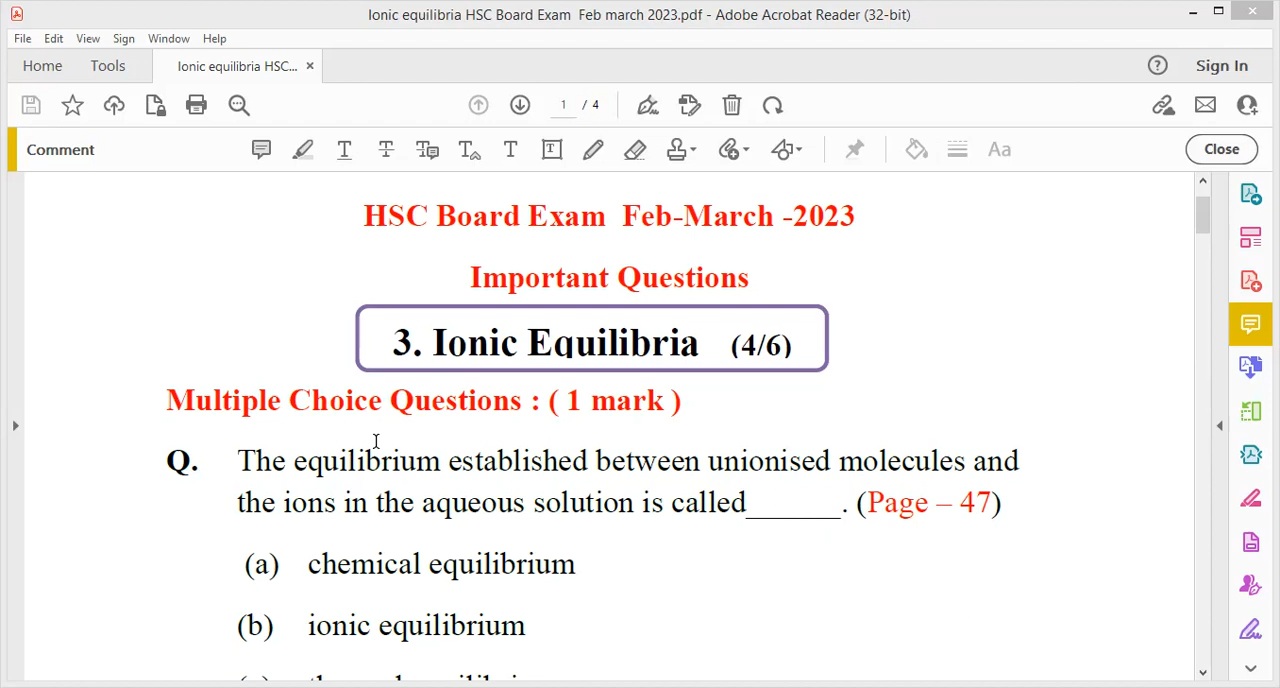 Ionic equilibria HSC Board Exam Feb march 2023.pdf - Adobe Acrobat Reader (32-bit)
File Edit View Sign Window Help
Home Tools Ionic equilibria HSC... × Sign In
1 / 4
Comment Aa Close
HSC Board Exam Feb-March -2023
Important Questions
3. Ionic Equilibria (4/6)
Multiple Choice Questions : ( 1 mark )
Q. The equilibrium established between unionised molecules and
the ions in the aqueous solution is called______. (Page – 47)
(a) chemical equilibrium
(b) ionic equilibrium